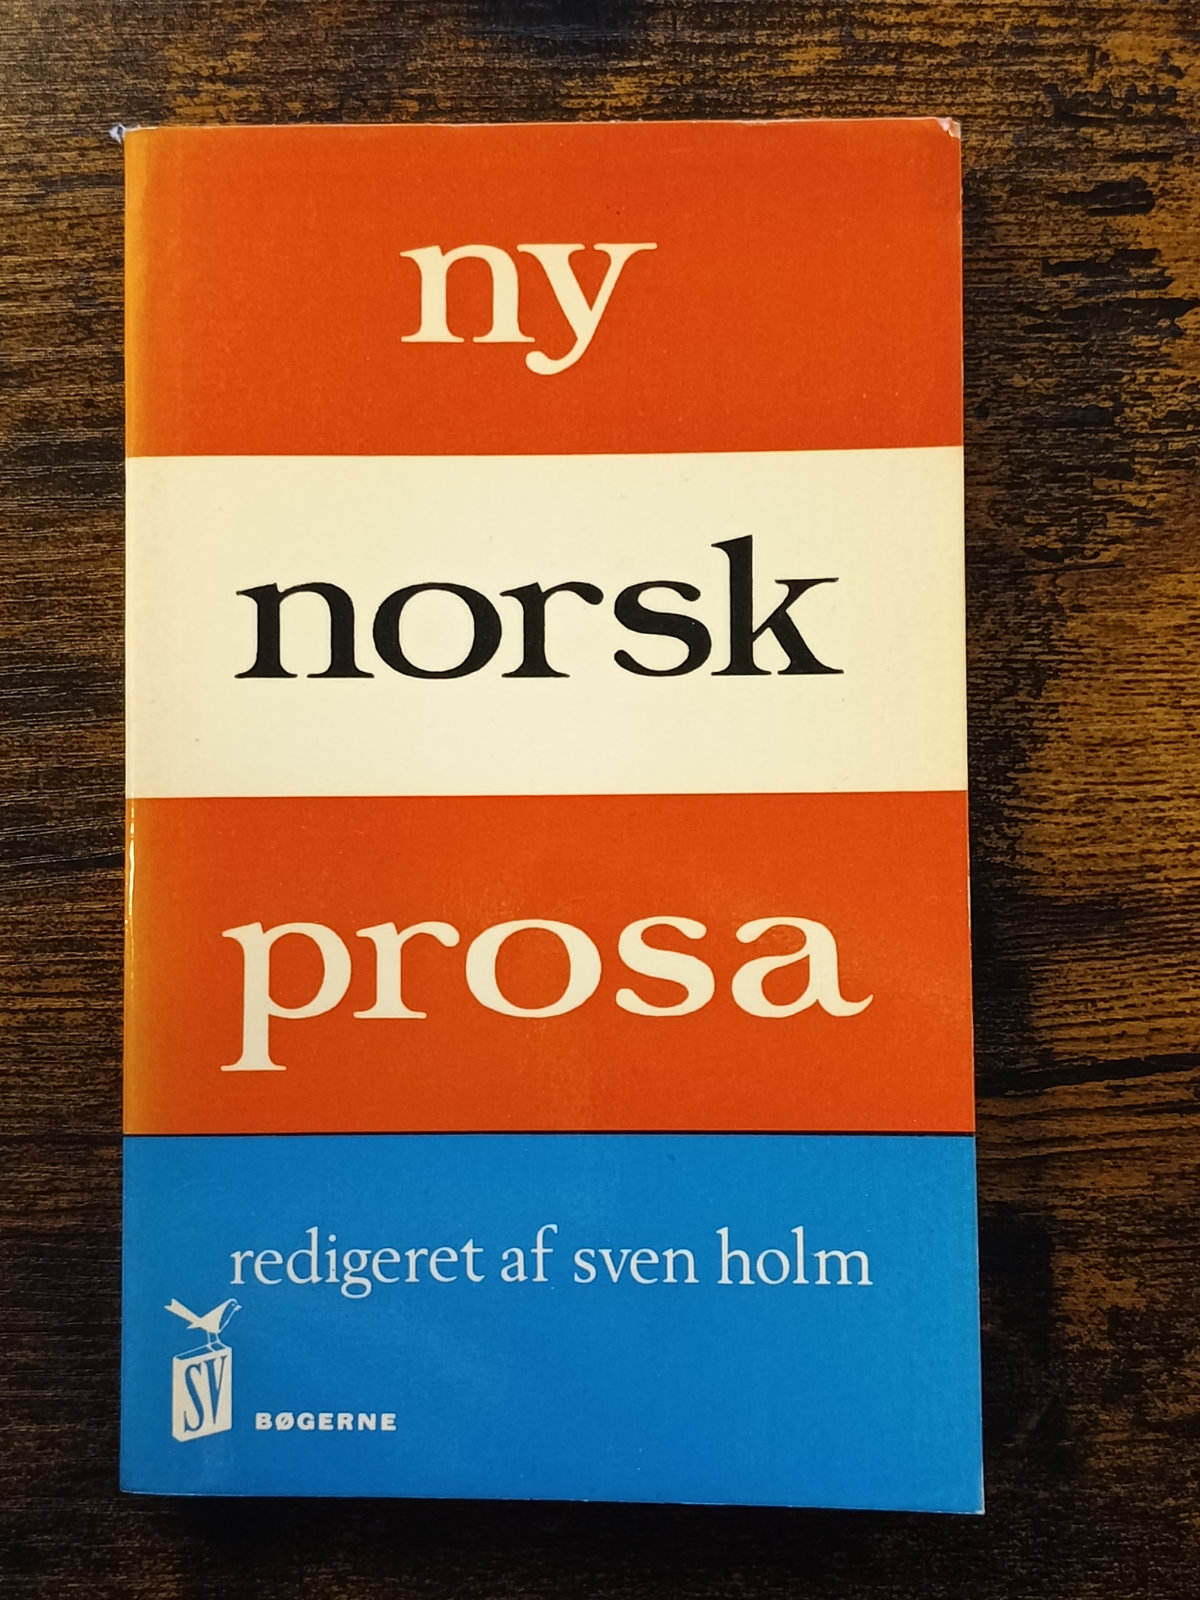 ny
norsk
prosa
redigeret af sven holm
SV
BØGERNE